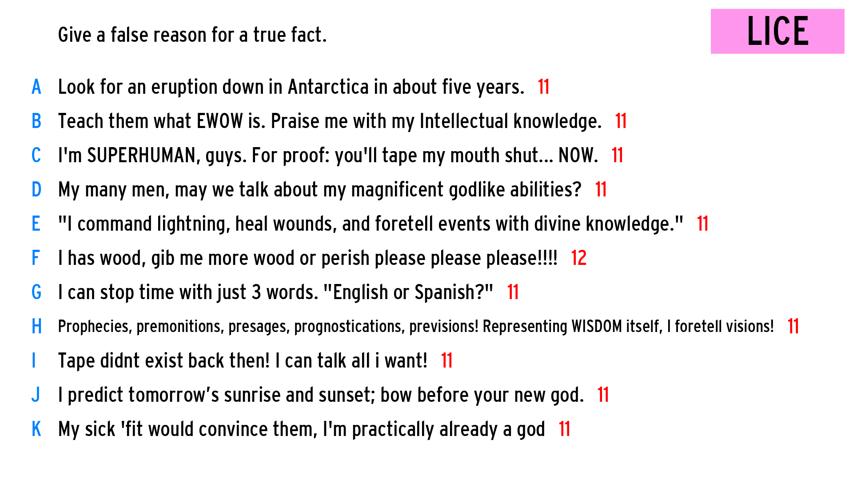 Give a false reason for a true fact.
LICE
A Look for an eruption down in Antarctica in about five years. 11
B Teach them what EWOW is. Praise me with my Intellectual knowledge. 11
C I'm SUPERHUMAN, guys. For proof: you'll tape my mouth shut... NOW. 11
D My many men, may we talk about my magnificent godlike abilities? 11
E "I command lightning, heal wounds, and foretell events with divine knowledge." 11
F I has wood, gib me more wood or perish please please please!!!! 12
G I can stop time with just 3 words. "English or Spanish?" 11
H Prophecies, premonitions, presages, prognostications, previsions! Representing WISDOM itself, I foretell visions! 11
I Tape didnt exist back then! I can talk all i want! 11
J I predict tomorrow's sunrise and sunset; bow before your new god. 11
K My sick 'fit would convince them, I'm practically already a god 11